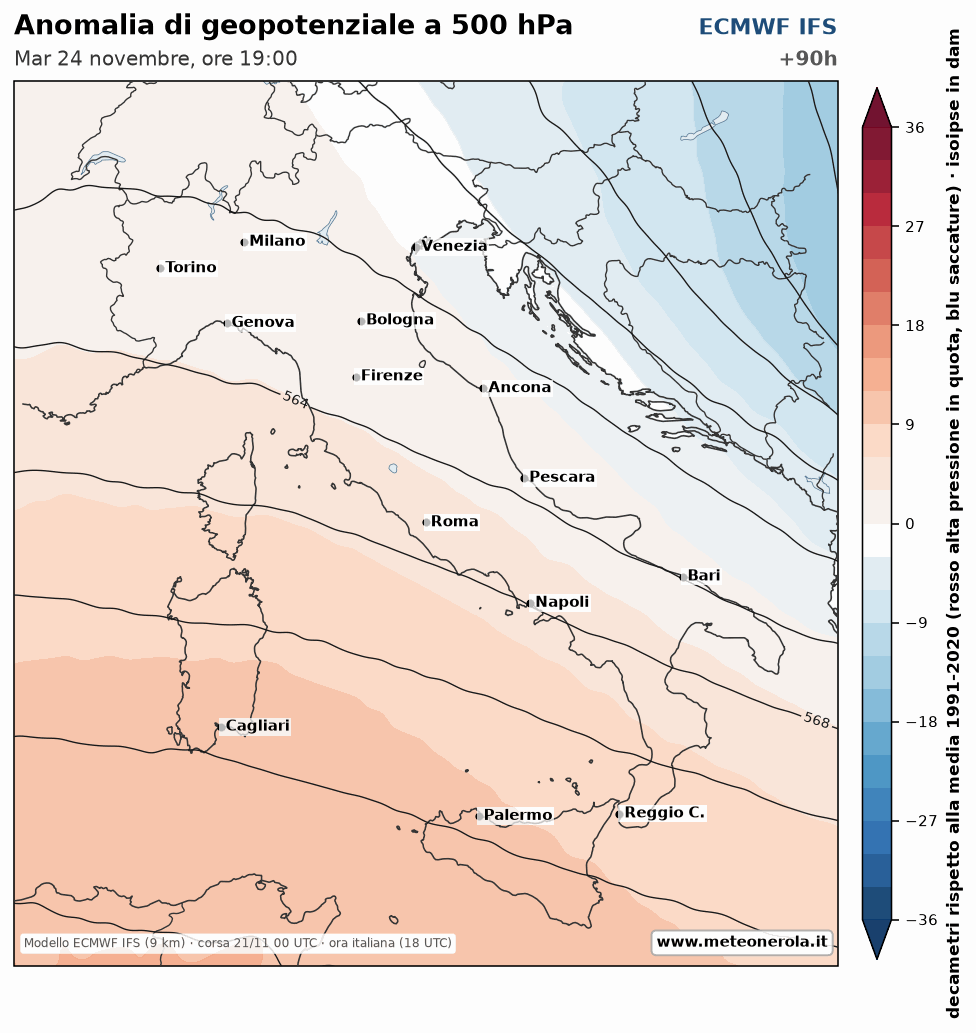 Anomalia di geopotenziale a 500 hPa
ECMWF IFS
Mar 24 novembre, ore 19:00
+90h
Milano
Venezia
Torino
Genova
Bologna
Firenze
Ancona
564
Pescara
Roma
Bari
Napoli
568
Cagliari
Palermo
Reggio C.
Modello ECMWF IFS (9 km) · corsa 21/11 00 UTC · ora italiana (18 UTC)
www.meteonerola.it
36
27
18
9
0
−9
−18
−27
−36
decametri rispetto alla media 1991-2020 (rosso alta pressione in quota, blu saccature) · isoipse in dam